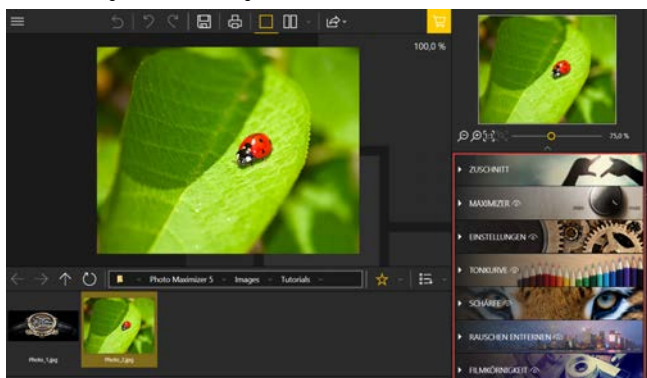 100,0 %
75,0 %
ZUSCHNITT
MAXIMIZER
EINSTELLUNGEN
TONKURVE
SCHÄRFE
RAUSCHEN ENTFERNEN
FILMKÖRNIGKEIT
Photo Maximizer 5 Images Tutorials
Photo_1.jpg Photo_2.jpg